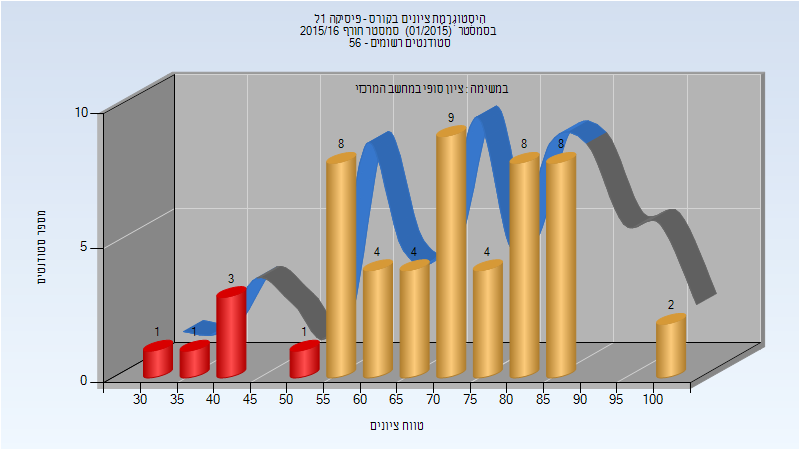 היסטוגרמת ציונים בקורס - פיסיקה 1ל
בסמסטר (01/2015) סמסטר חורף 2015/16
סטודנטים רשומים - 56
במשימה : ציון סופי במחשב המרכזי
מספר סטודנטים
10
5
0
1
1
3
1
8
4
4
9
4
8
8
2
30 35 40 45 50 55 60 65 70 75 80 85 90 95 100
טווח ציונים